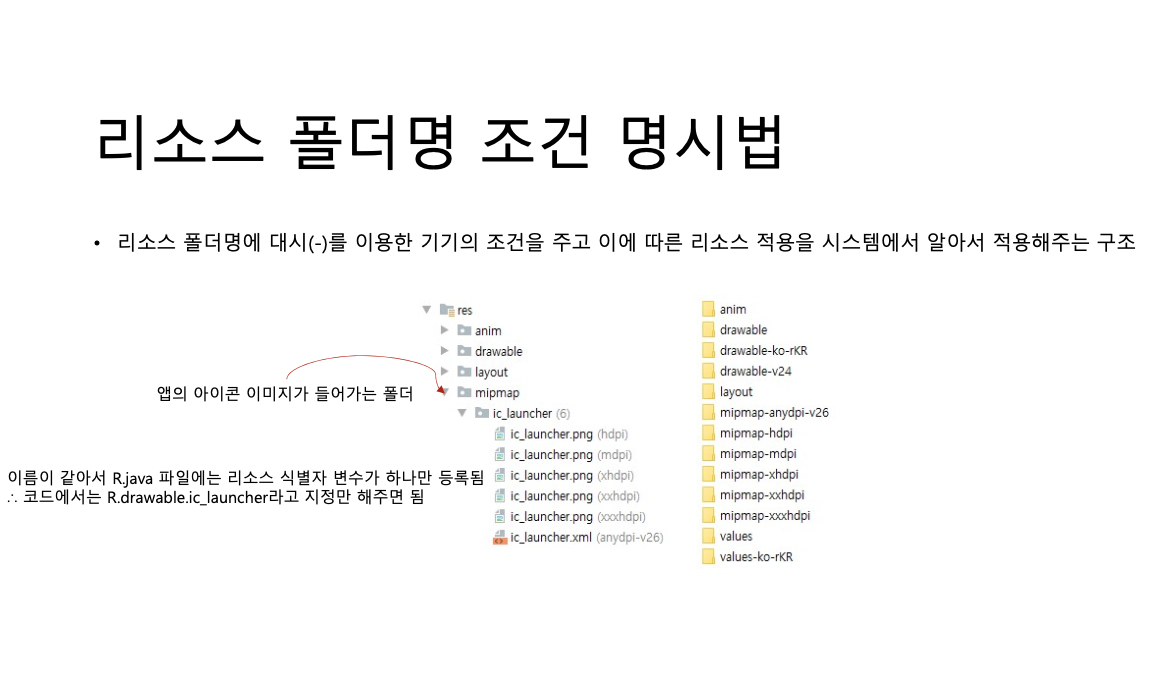 리소스 폴더명 조건 명시법
• 리소스 폴더명에 대시(-)를 이용한 기기의 조건을 주고 이에 따른 리소스 적용을 시스템에서 알아서 적용해주는 구조
앱의 아이콘 이미지가 들어가는 폴더
이름이 같아서 R.java 파일에는 리소스 식별자 변수가 하나만 등록됨
∴ 코드에서는 R.drawable.ic_launcher라고 지정만 해주면 됨
res
anim
drawable
layout
mipmap
ic_launcher (6)
ic_launcher.png (hdpi)
ic_launcher.png (mdpi)
ic_launcher.png (xhdpi)
ic_launcher.png (xxhdpi)
ic_launcher.png (xxxhdpi)
ic_launcher.xml (anydpi-v26)
anim
drawable
drawable-ko-rKR
drawable-v24
layout
mipmap-anydpi-v26
mipmap-hdpi
mipmap-mdpi
mipmap-xhdpi
mipmap-xxhdpi
mipmap-xxxhdpi
values
values-ko-rKR